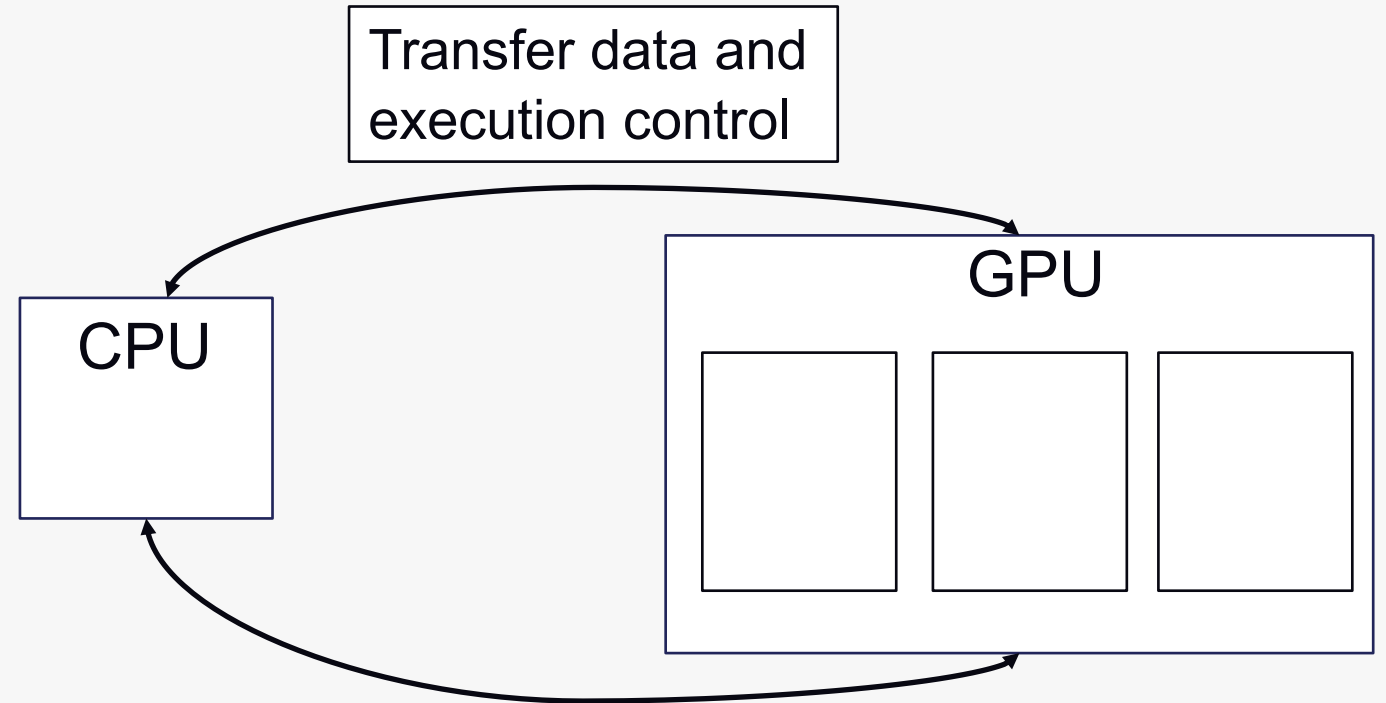 Transfer data and
execution control
GPU
CPU